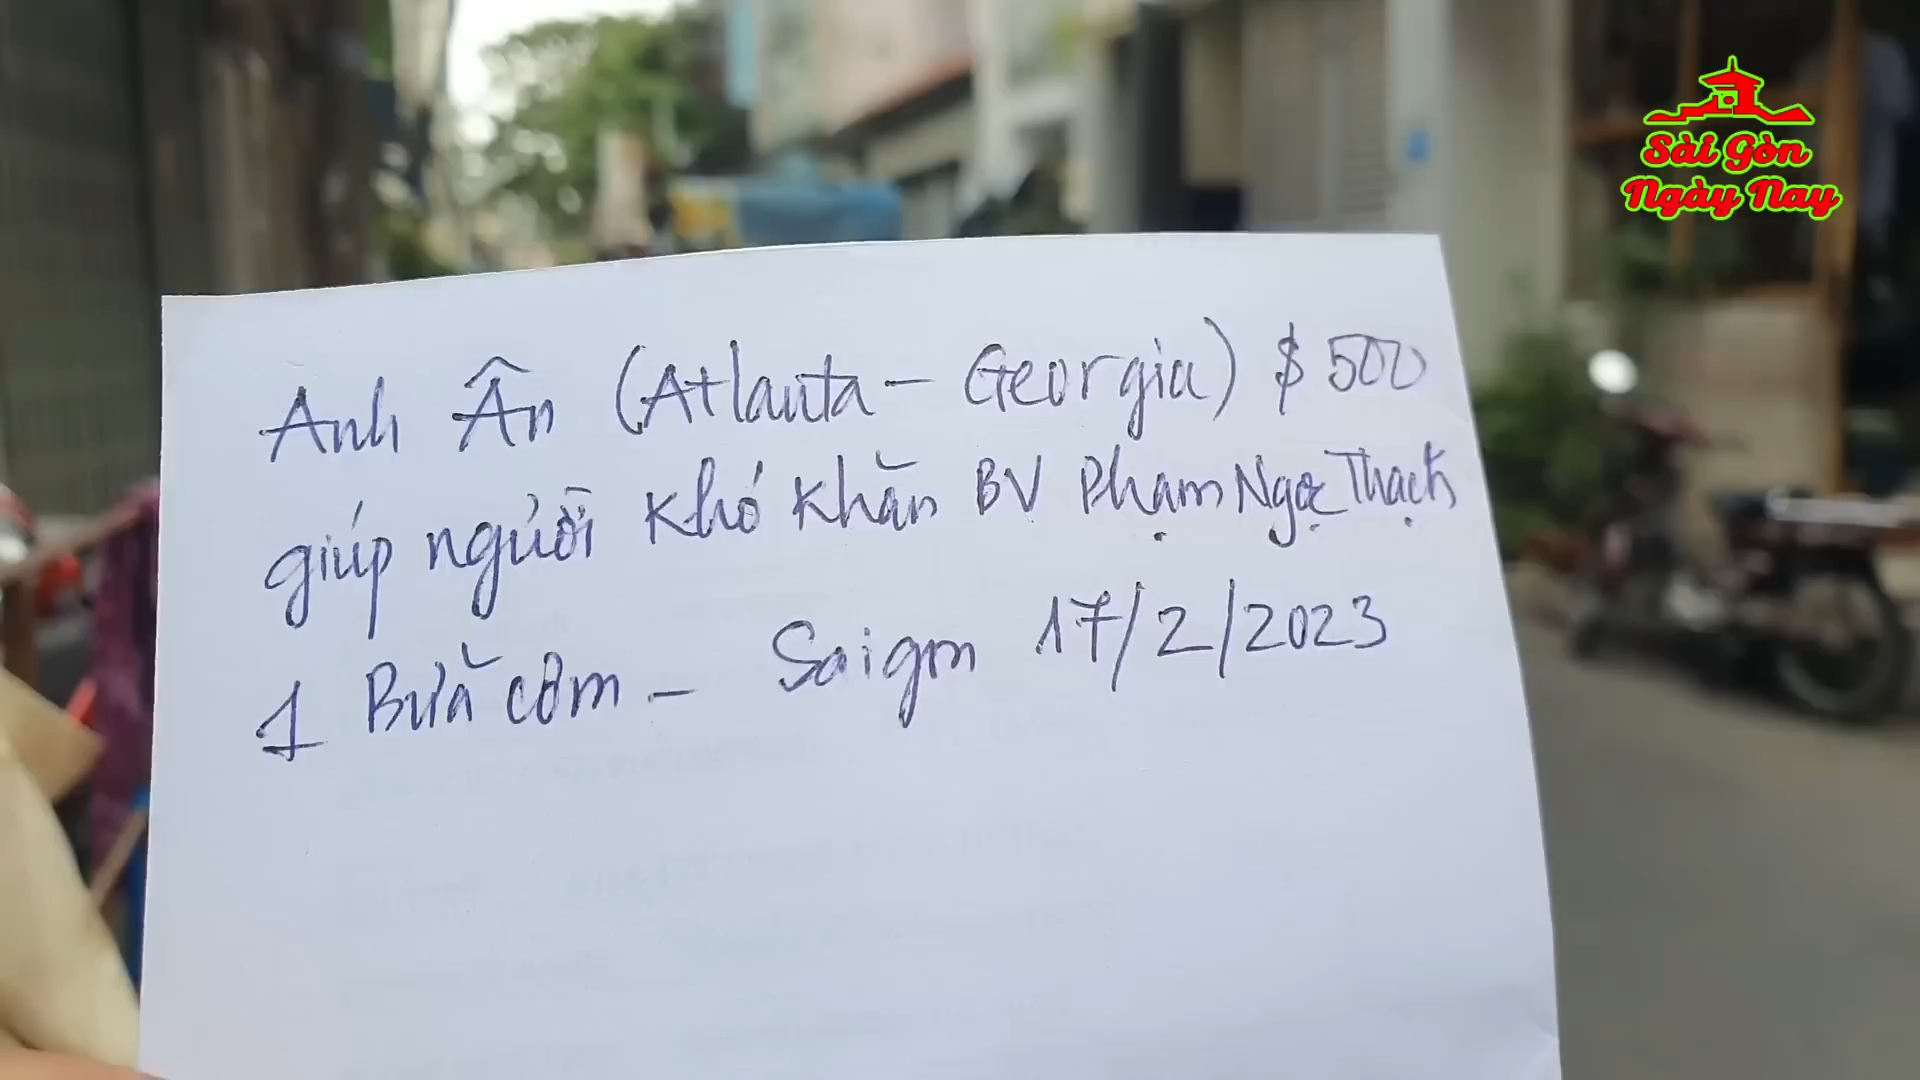 Sài Gòn
Ngày Nay
Anh Ân (Atlanta - Georgia) $500
giúp người khó khăn BV Phạm Ngọc Thạch
1 Bữa cơm - Saigon 17/2/2023